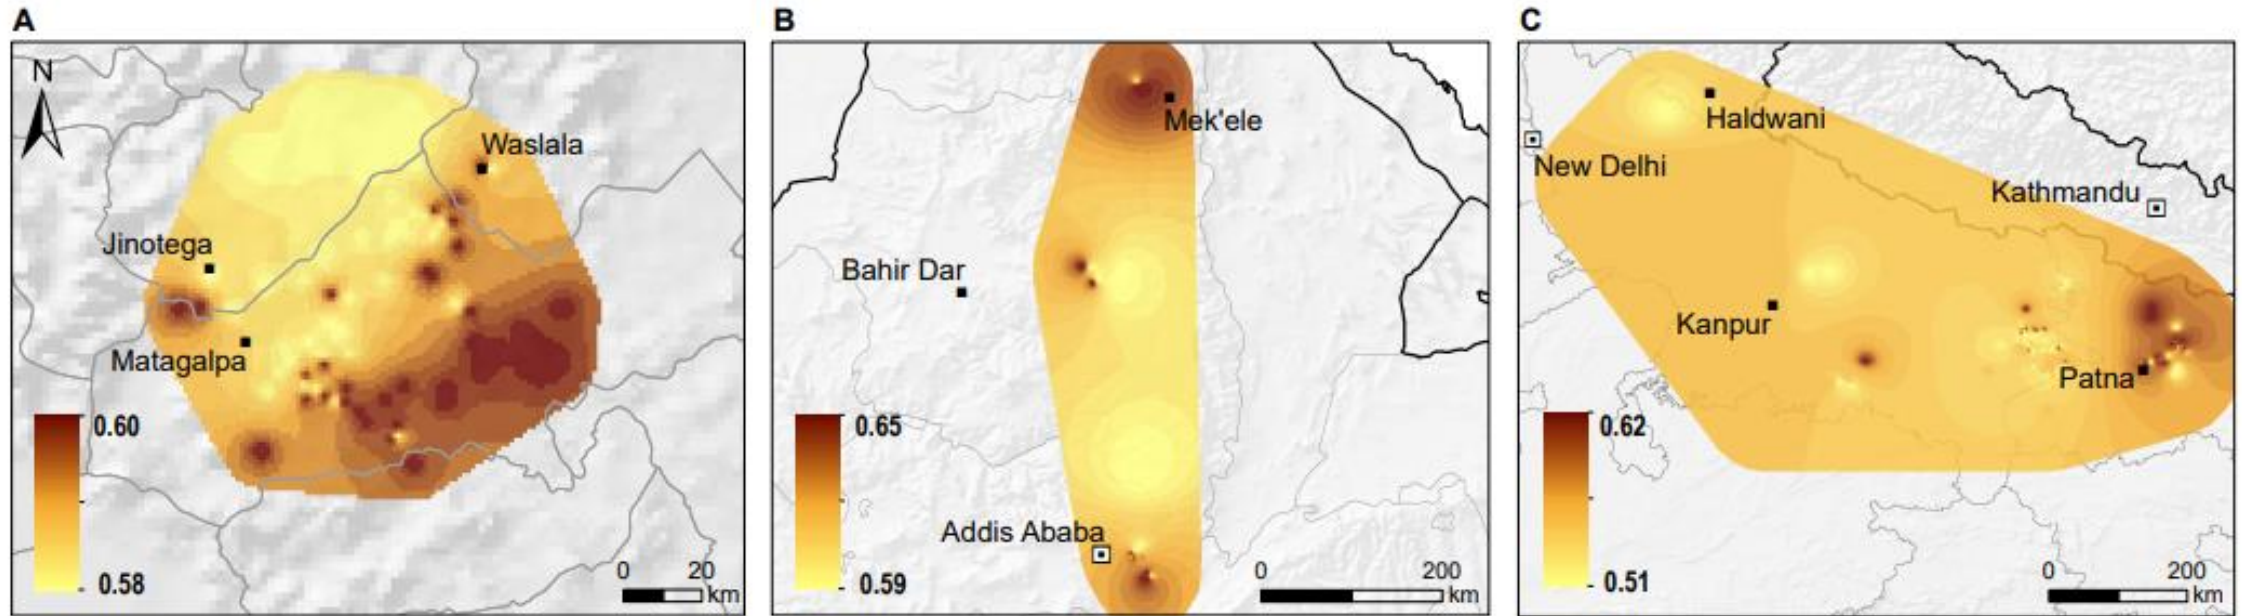 A
N
Waslala
Jinotega
Matagalpa
0.60
0.58
0 20
km
B
Mek'ele
Bahir Dar
Addis Ababa
0.65
0.59
0 200
km
C
Haldwani
New Delhi
Kathmandu
Kanpur
Patna
0.62
0.51
0 200
km